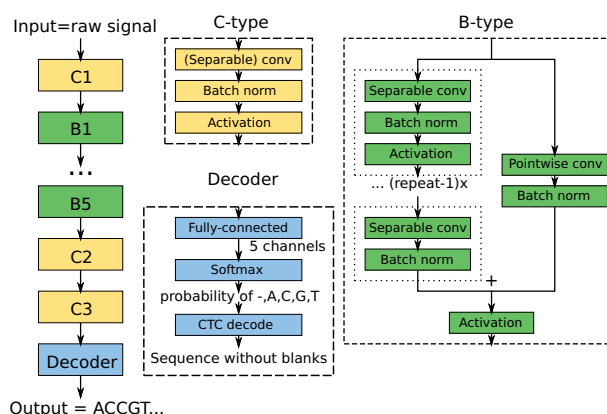 Input=raw signal
C1
B1
...
B5
C2
C3
Decoder
Output = ACCGT...
C-type
(Separable) conv
Batch norm
Activation
Decoder
Fully-connected
5 channels
Softmax
probability of -,A,C,G,T
CTC decode
Sequence without blanks
B-type
Separable conv
Batch norm
Activation
... (repeat-1)x
Separable conv
Batch norm
Pointwise conv
Batch norm
+
Activation